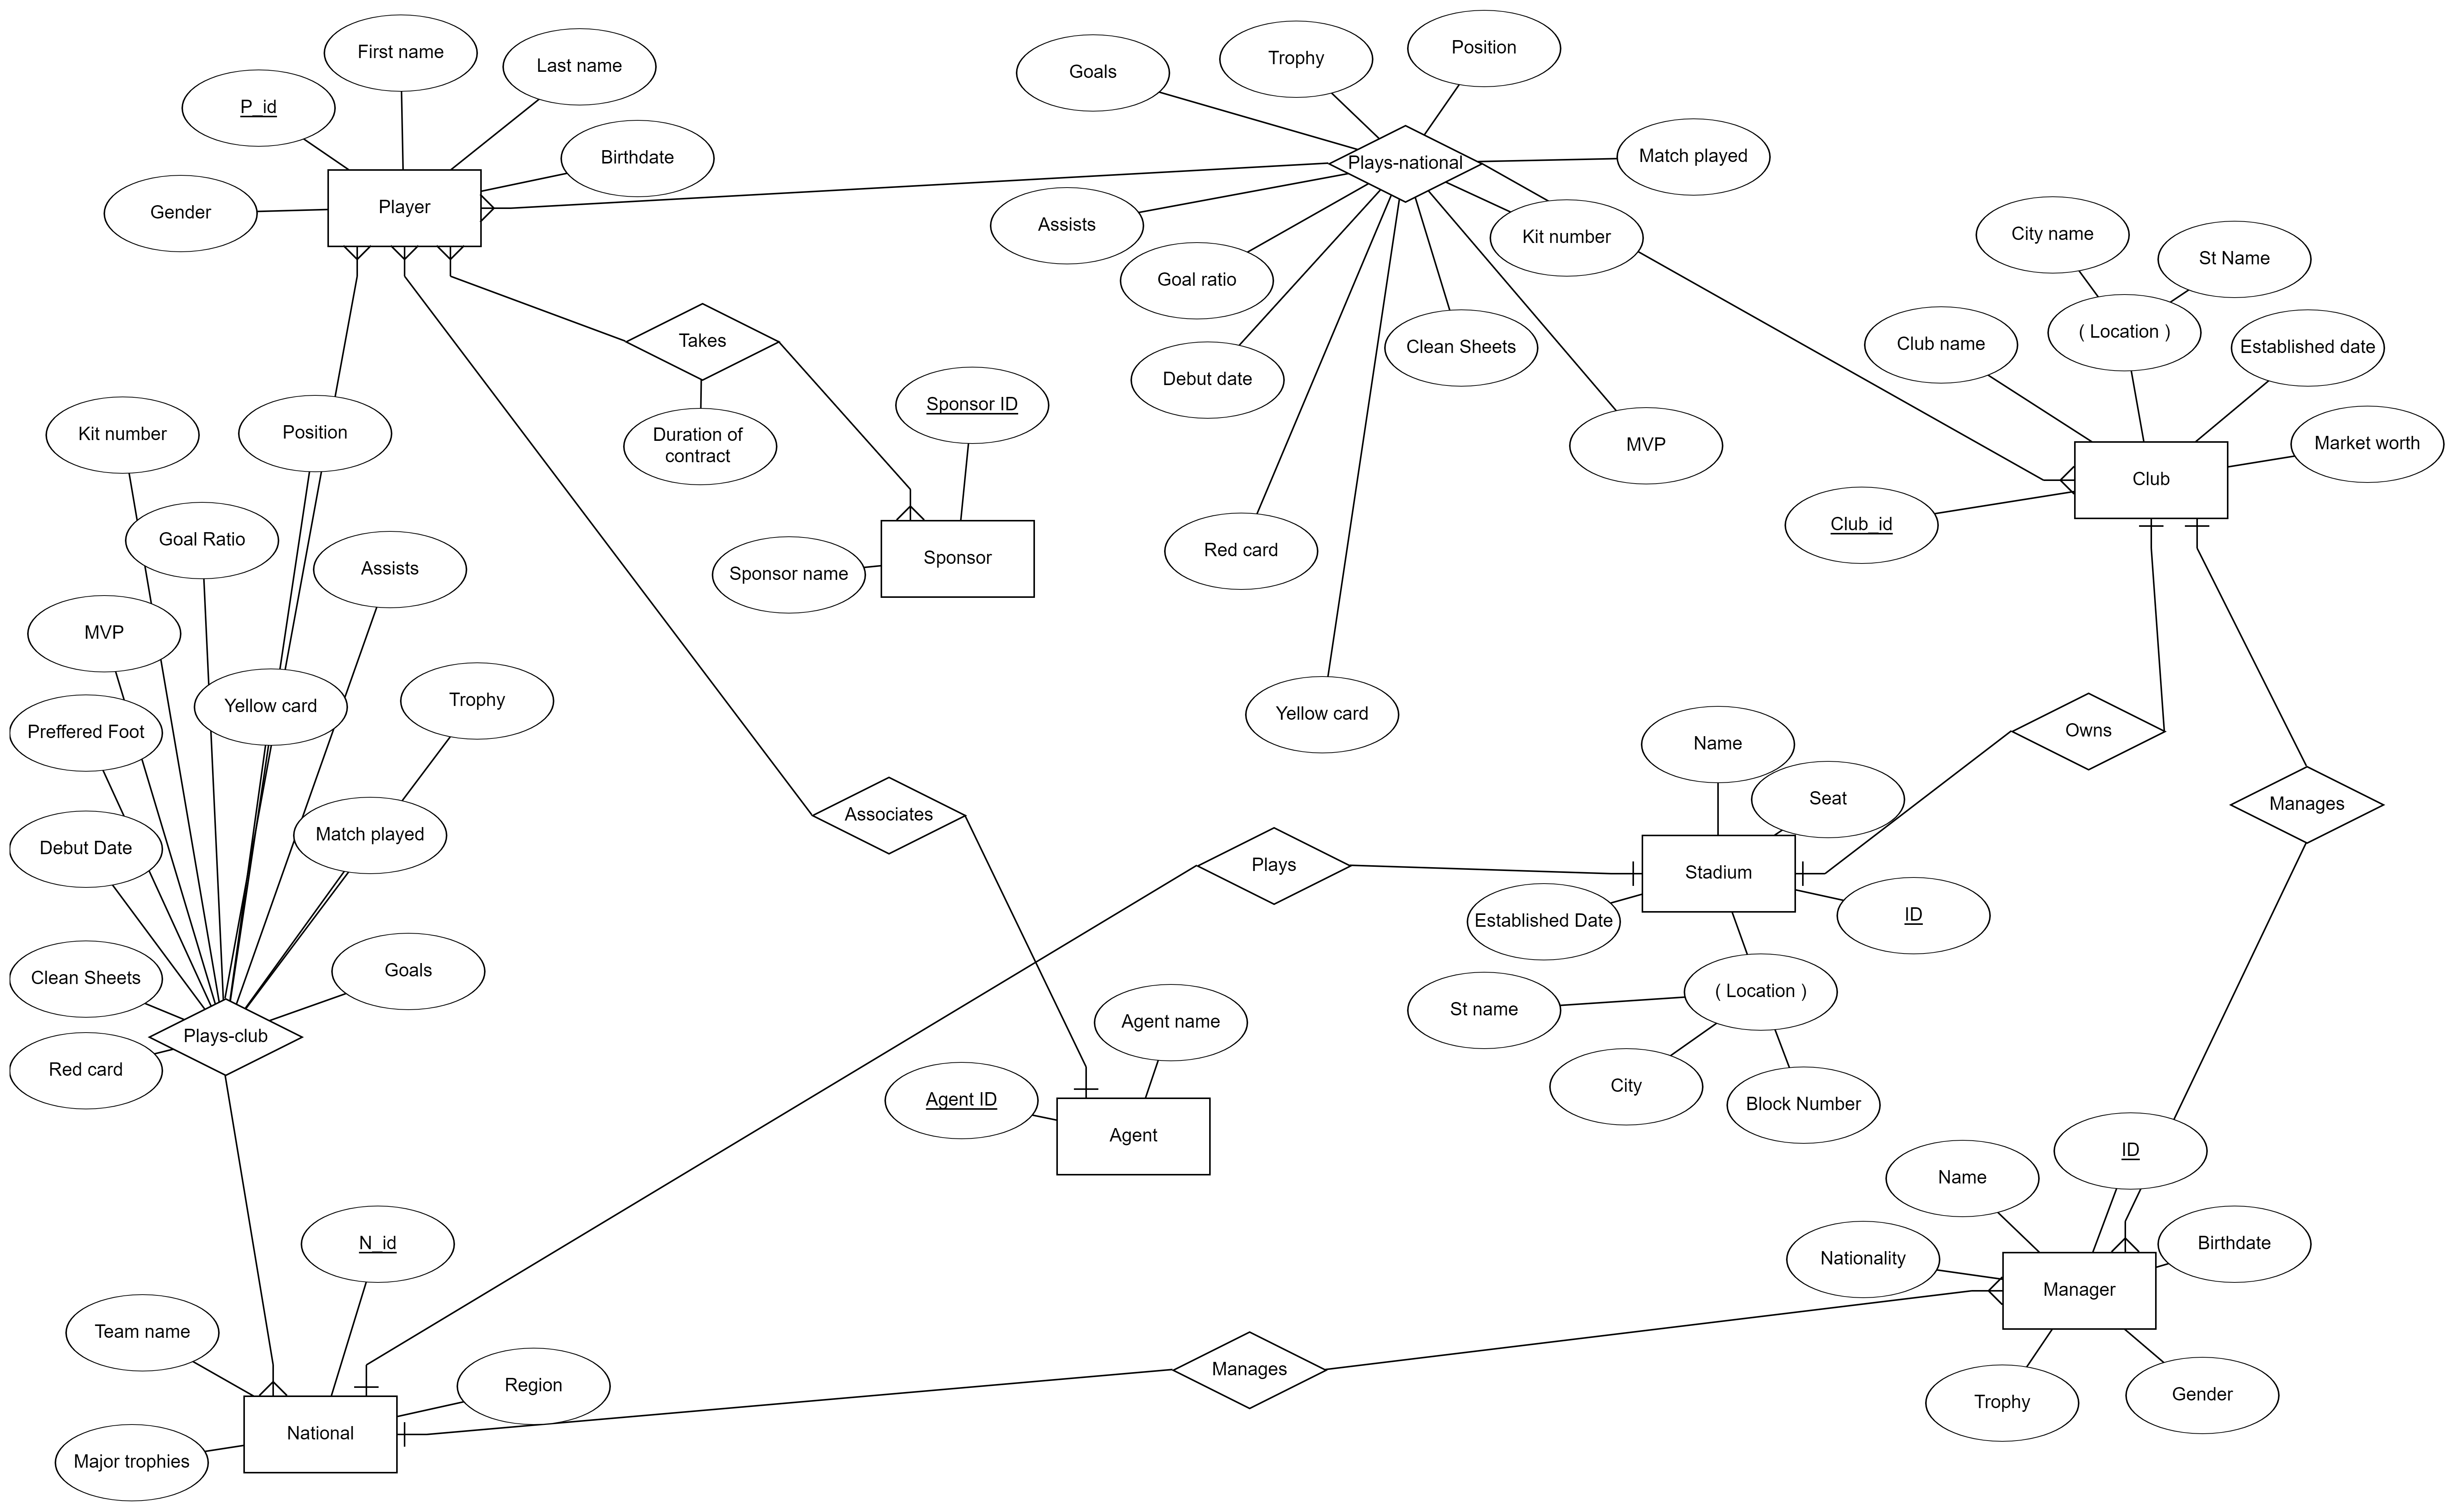 First name
Last name
P_id
Birthdate
Gender
Player
Goals
Trophy
Position
Plays-national
Match played
Assists
Kit number
Goal ratio
Clean Sheets
Debut date
MVP
Red card
Yellow card
City name
St Name
( Location )
Club name
Established date
Market worth
Club
Club_id
Takes
Duration of
contract
Sponsor ID
Sponsor name
Sponsor
Kit number
Position
Goal Ratio
Assists
MVP
Yellow card
Trophy
Preffered Foot
Match played
Debut Date
Clean Sheets
Goals
Plays-club
Red card
Associates
Plays
Name
Seat
Owns
Manages
Stadium
Established Date
ID
( Location )
St name
City
Block Number
Agent name
Agent ID
Agent
N_id
Team name
Region
National
Major trophies
Manages
ID
Name
Nationality
Birthdate
Manager
Trophy
Gender